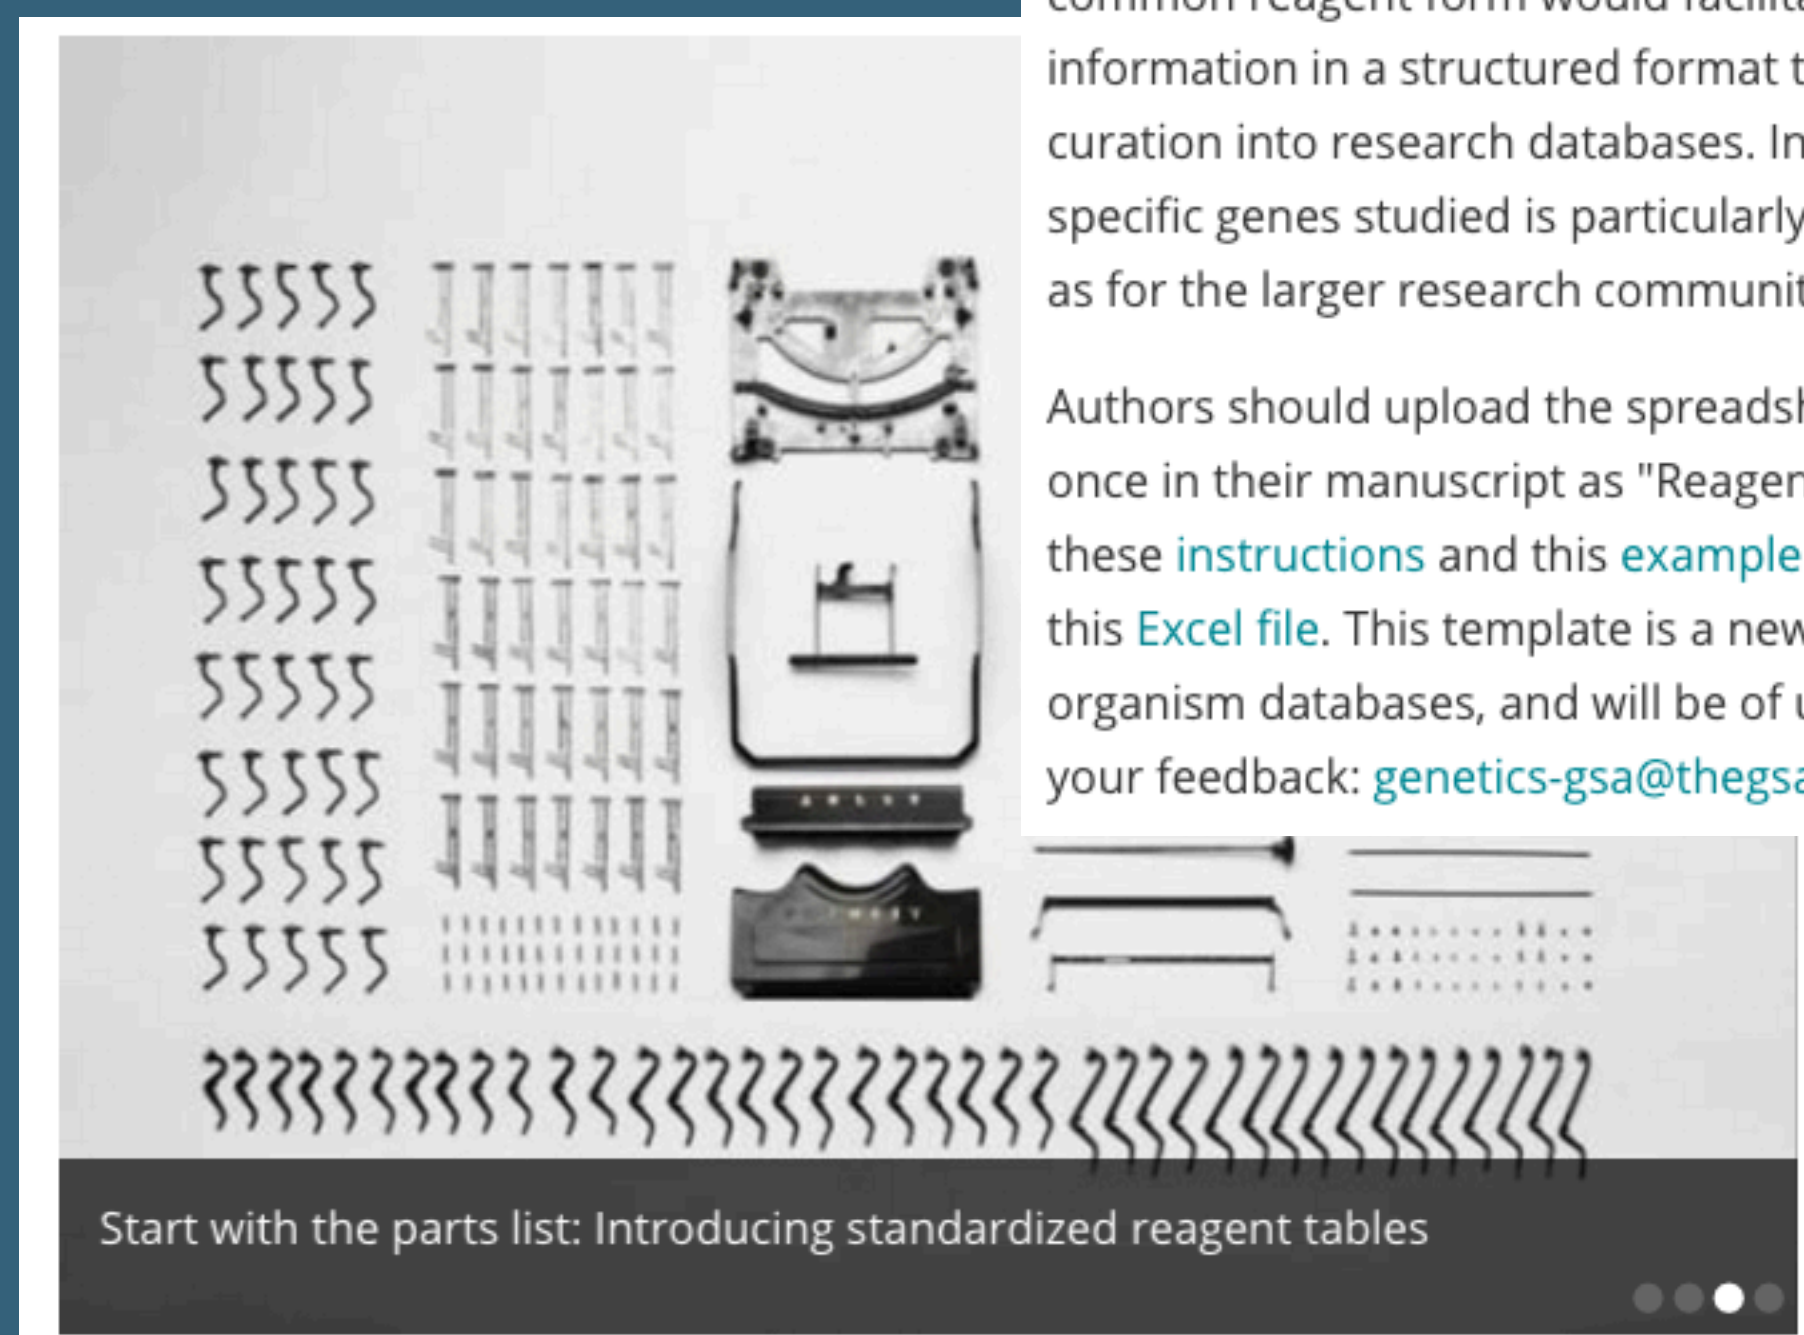 information in a structured format t
curation into research databases. In
specific genes studied is particularly
as for the larger research communit
Authors should upload the spreadsh
once in their manuscript as "Reagen
these instructions and this example
this Excel file. This template is a new
organism databases, and will be of u
your feedback: genetics-gsa@thegsa
Start with the parts list: Introducing standardized reagent tables